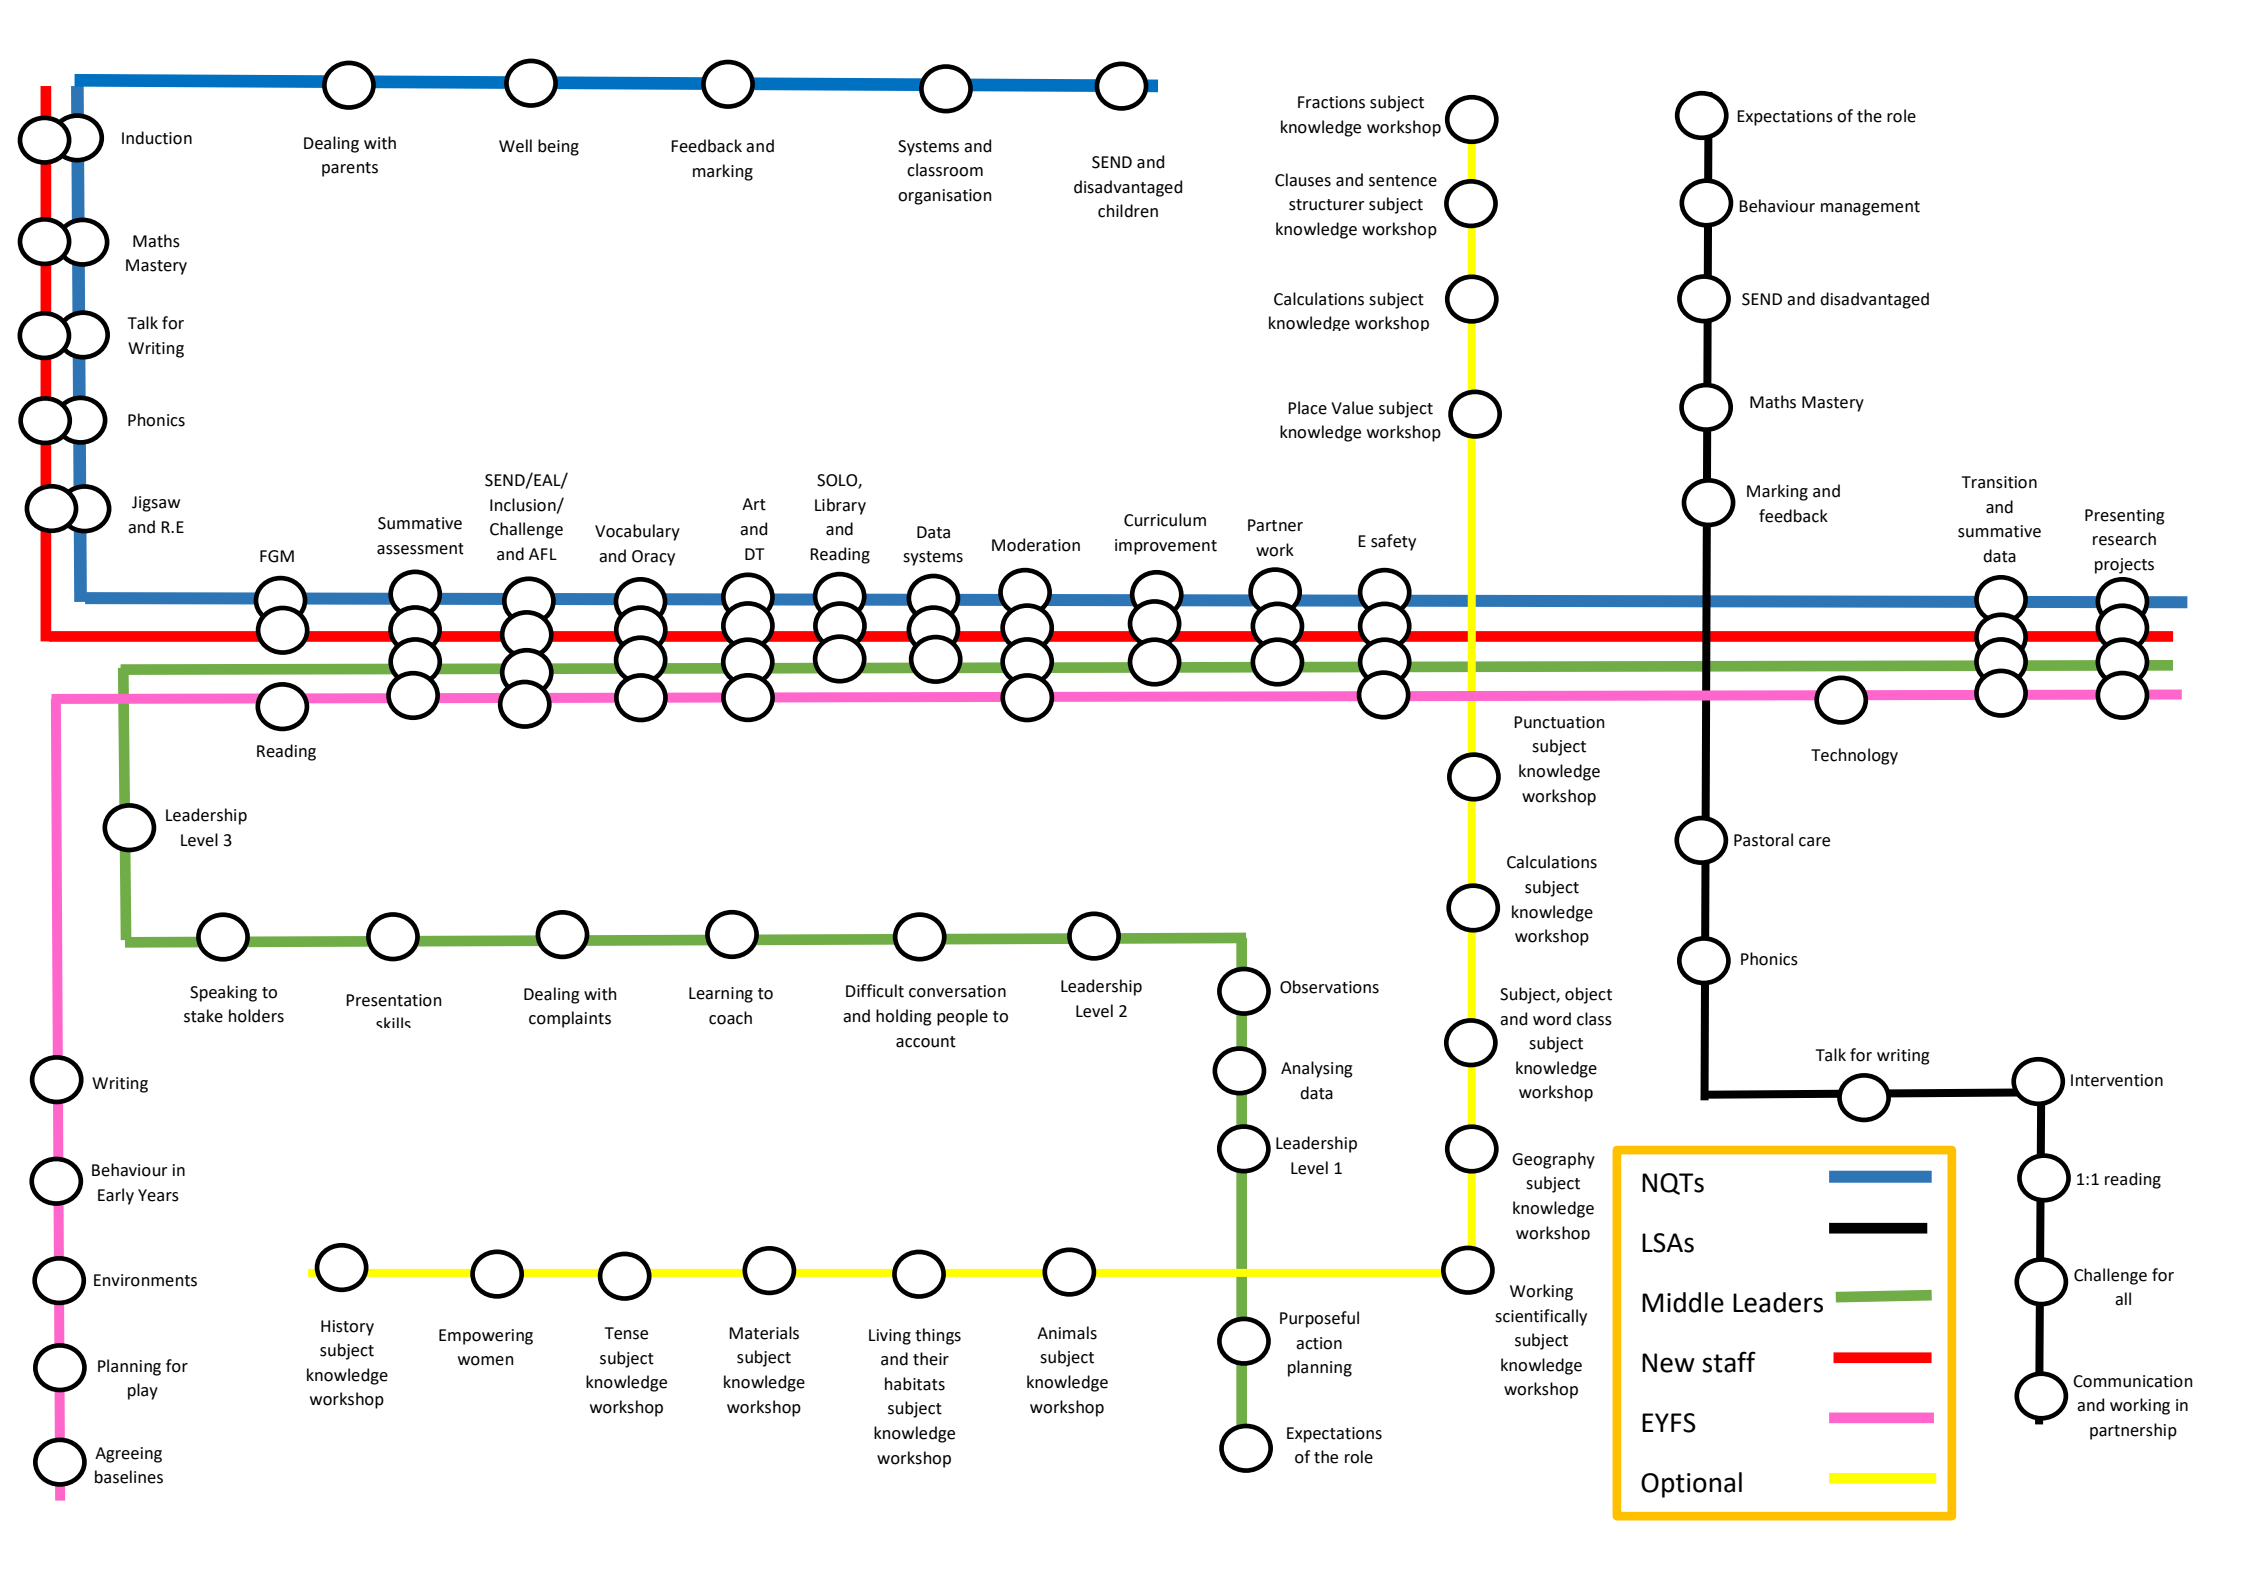 Induction
Maths
Mastery
Talk for
Writing
Phonics
Jigsaw
and R.E
Dealing with
parents
Well being
Feedback and
marking
Systems and
classroom
organisation
SEND and
disadvantaged
children
Fractions subject
knowledge workshop
Clauses and sentence
structurer subject
knowledge workshop
Calculations subject
knowledge workshop
Place Value subject
knowledge workshop
Expectations of the role
Behaviour management
SEND and disadvantaged
Maths Mastery
Marking and
feedback
FGM
Summative
assessment
SEND/EAL/
Inclusion/
Challenge
and AFL
Vocabulary
and Oracy
Art
and
DT
SOLO,
Library
and
Reading
Data
systems
Moderation
Curriculum
improvement
Partner
work
E safety
Transition
and
summative
data
Presenting
research
projects
Reading
Technology
Leadership
Level 3
Speaking to
stake holders
Presentation
skills
Dealing with
complaints
Learning to
coach
Difficult conversation
and holding people to
account
Leadership
Level 2
Observations
Analysing
data
Leadership
Level 1
Purposeful
action
planning
Expectations
of the role
Punctuation
subject
knowledge
workshop
Calculations
subject
knowledge
workshop
Subject, object
and word class
subject
knowledge
workshop
Geography
subject
knowledge
workshop
Working
scientifically
subject
knowledge
workshop
Pastoral care
Phonics
Talk for writing
Intervention
1:1 reading
Challenge for
all
Communication
and working in
partnership
Writing
Behaviour in
Early Years
Environments
Planning for
play
Agreeing
baselines
History
subject
knowledge
workshop
Empowering
women
Tense
subject
knowledge
workshop
Materials
subject
knowledge
workshop
Living things
and their
habitats
subject
knowledge
workshop
Animals
subject
knowledge
workshop
NQTs
LSAs
Middle Leaders
New staff
EYFS
Optional